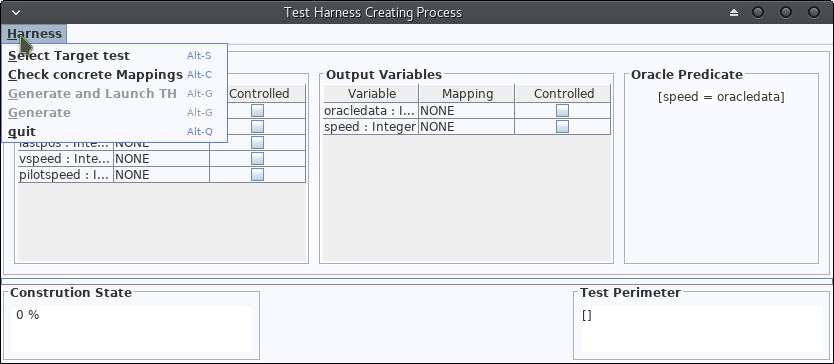 Test Harness Creating Process
Harness
Select Target test Alt-S
Check concrete Mappings Alt-C
Generate and Launch TH Alt-G
Generate Alt-G
quit Alt-Q
Controlled
lastpos : Inte... NONE
vspeed : Inte... NONE
pilotspeed : I... NONE
Output Variables
Variable Mapping Controlled
oracledata : I... NONE
speed : Integer NONE
Oracle Predicate
[speed = oracledata]
Constrution State
0 %
Test Perimeter
[]